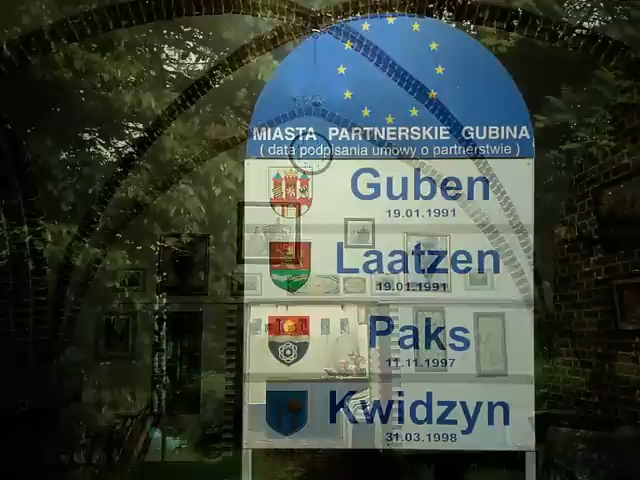 MIASTA PARTNERSKIE GUBINA
( data podpisania umowy o partnerstwie )
Guben
19.01.1991
Laatzen
19.01.1991
Paks
11.11.1997
Kwidzyn
31.03.1998